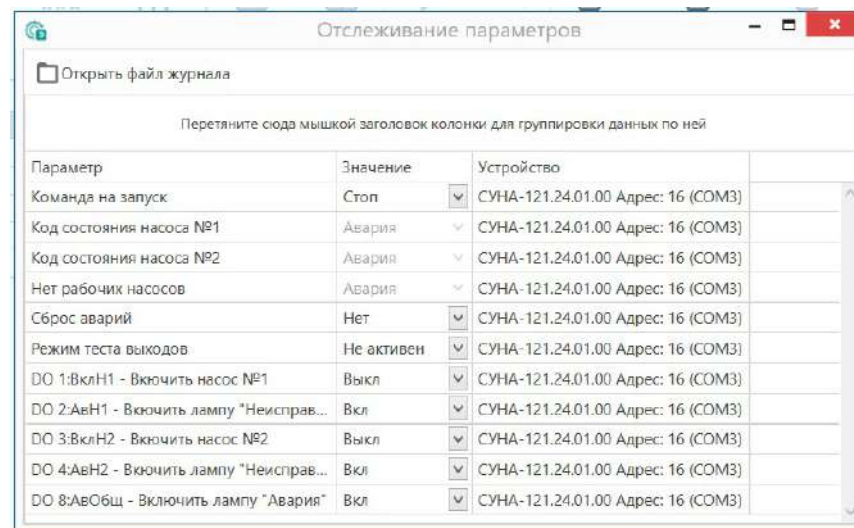 Отслеживание параметров
Открыть файл журнала
Перетяните сюда мышкой заголовок колонки для группировки данных по ней
Параметр Значение Устройство
Команда на запуск Стоп СУНА-121.24.01.00 Адрес: 16 (COM3)
Код состояния насоса №1 Авария СУНА-121.24.01.00 Адрес: 16 (COM3)
Код состояния насоса №2 Авария СУНА-121.24.01.00 Адрес: 16 (COM3)
Нет рабочих насосов Авария СУНА-121.24.01.00 Адрес: 16 (COM3)
Сброс аварий Нет СУНА-121.24.01.00 Адрес: 16 (COM3)
Режим теста выходов Не активен СУНА-121.24.01.00 Адрес: 16 (COM3)
DO 1:ВклН1 - Вкючить насос №1 Выкл СУНА-121.24.01.00 Адрес: 16 (COM3)
DO 2:АвН1 - Вкючить лампу "Неисправ... Вкл СУНА-121.24.01.00 Адрес: 16 (COM3)
DO 3:ВклН2 - Вкючить насос №2 Выкл СУНА-121.24.01.00 Адрес: 16 (COM3)
DO 4:АвН2 - Вкючить лампу "Неисправ... Вкл СУНА-121.24.01.00 Адрес: 16 (COM3)
DO 8:АвОбщ - Включить лампу "Авария" Вкл СУНА-121.24.01.00 Адрес: 16 (COM3)